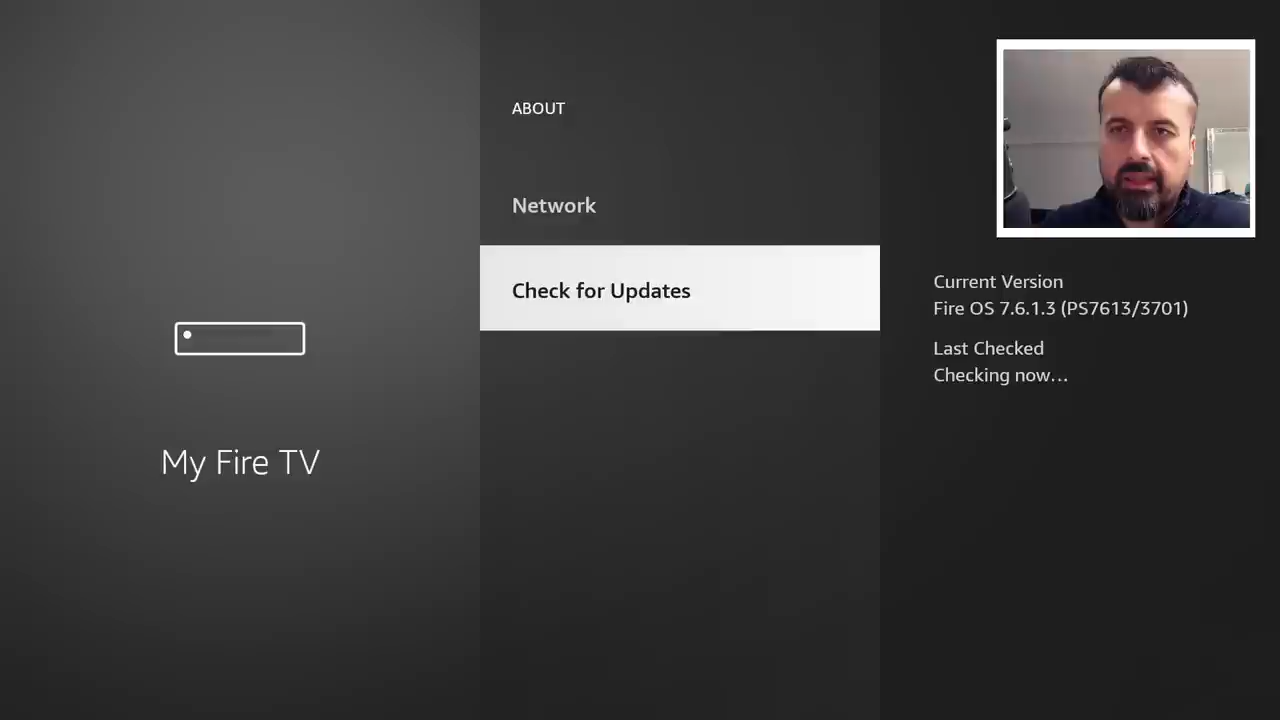 ABOUT
Network
Check for Updates
My Fire TV
Current Version
Fire OS 7.6.1.3 (PS7613/3701)
Last Checked
Checking now...